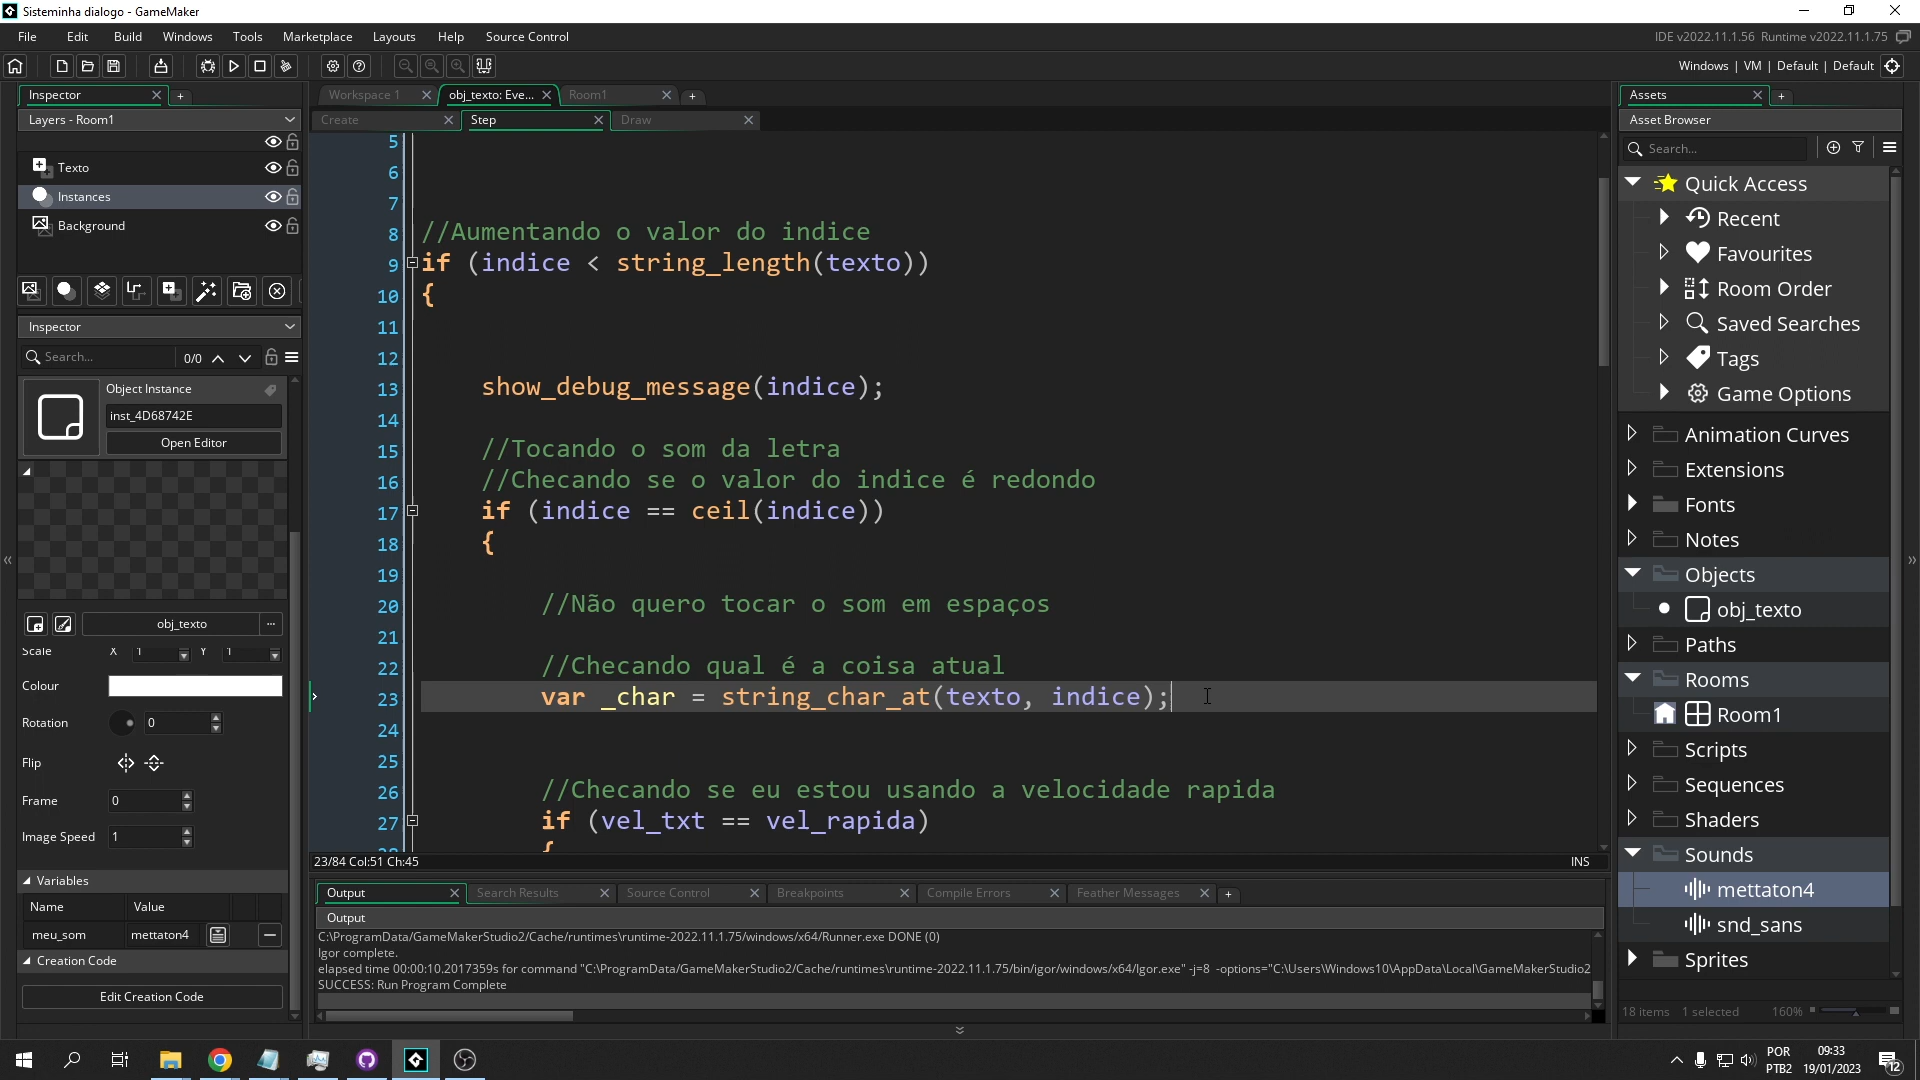 Sisteminha dialogo - GameMaker
File Edit Build Windows Tools Marketplace Layouts Help Source Control
IDE v2022.11.1.56 Runtime v2022.11.1.75
Windows | VM | Default | Default
Inspector
Layers - Room1
Texto
Instances
Background
Inspector
Search...
0/0
Object Instance
inst_4D68742E
Open Editor
obj_texto
...
Scale X 1 Y 1
Colour
Rotation 0
Flip
Frame 0
Image Speed 1
Variables
Name Value
meu_som mettaton4
Creation Code
Edit Creation Code
Workspace 1 obj_texto: Eve... Room1
Create Step Draw
5
6
7
8 //Aumentando o valor do indice
9 if (indice < string_length(texto))
10 {
11
12
13 show_debug_message(indice);
14
15 //Tocando o som da letra
16 //Checando se o valor do indice é redondo
17 if (indice == ceil(indice))
18 {
19
20 //Não quero tocar o som em espaços
21
22 //Checando qual é a coisa atual
23 var _char = string_char_at(texto, indice);
24
25
26 //Checando se eu estou usando a velocidade rapida
27 if (vel_txt == vel_rapida)
28 {
23/84 Col:51 Ch:45
INS
Output Search Results Source Control Breakpoints Compile Errors Feather Messages
Output
C:\ProgramData/GameMakerStudio2/Cache/runtimes\runtime-2022.11.1.75/windows/x64/Runner.exe DONE (0)
Igor complete.
elapsed time 00:00:10.2017359s for command "C:\ProgramData/GameMakerStudio2/Cache/runtimes\runtime-2022.11.1.75/bin/igor/windows/x64/Igor.exe" -j=8 -options="C:\Users\Windows10\AppData\Local\GameMakerStudio2
SUCCESS: Run Program Complete
Assets
Asset Browser
Search...
Quick Access
Recent
Favourites
Room Order
Saved Searches
Tags
Game Options
Animation Curves
Extensions
Fonts
Notes
Objects
obj_texto
Paths
Rooms
Room1
Scripts
Sequences
Shaders
Sounds
mettaton4
snd_sans
Sprites
18 items 1 selected 160%
POR
PTB2
09:33
19/01/2023
12